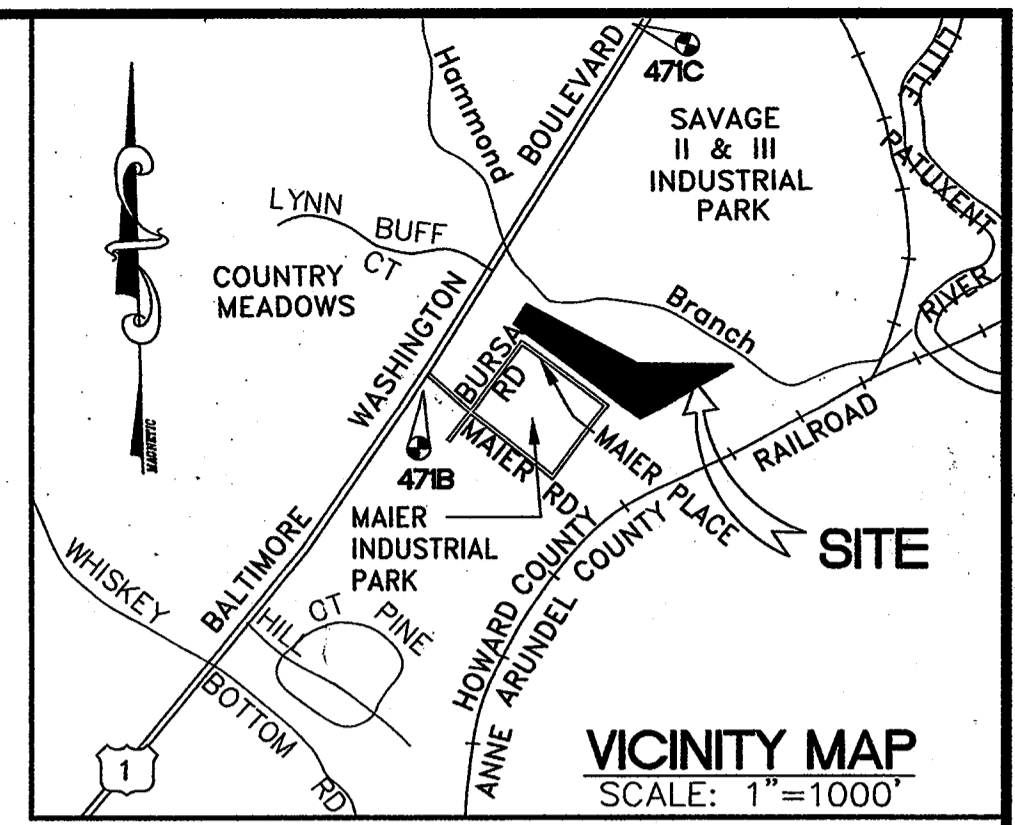 471C
Hammond
BALTIMORE WASHINGTON BOULEVARD
SAVAGE
II & III
INDUSTRIAL
PARK
LITTLE PATUXENT RIVER
LYNN BUFF CT
COUNTRY
MEADOWS
Branch
MAGNETIC
BURSA
RD
MAIER RD
MAIER PLACE
RAILROAD
471B
MAIER
INDUSTRIAL
PARK
SITE
HOWARD COUNTY
ANNE ARUNDEL COUNTY
WHISKEY BOTTOM RD
PINE HILL CT
1
VICINITY MAP
SCALE: 1"=1000'